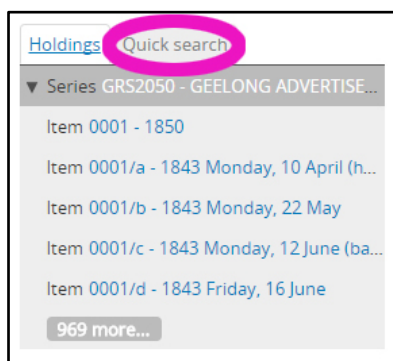 Holdings Quick search
▼ Series GRS2050 - GEELONG ADVERTISE...
Item 0001 - 1850
Item 0001/a - 1843 Monday, 10 April (h...
Item 0001/b - 1843 Monday, 22 May
Item 0001/c - 1843 Monday, 12 June (ba...
Item 0001/d - 1843 Friday, 16 June
969 more...